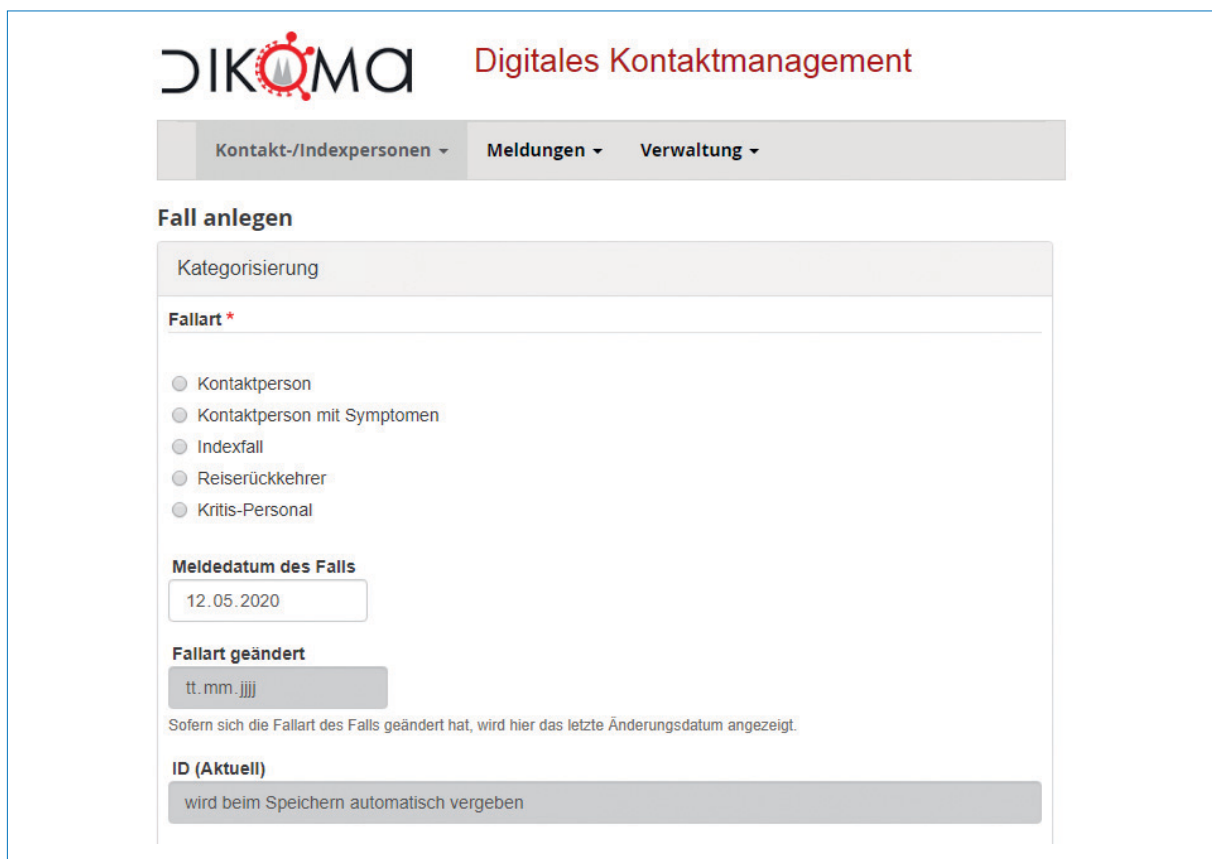 DIKOMA
Digitales Kontaktmanagement
Kontakt-/Indexpersonen Meldungen Verwaltung
Fall anlegen
Kategorisierung
Fallart *
Kontaktperson
Kontaktperson mit Symptomen
Indexfall
Reiserückkehrer
Kritis-Personal
Meldedatum des Falls
12.05.2020
Fallart geändert
tt.mm.jjjj
Sofern sich die Fallart des Falls geändert hat, wird hier das letzte Änderungsdatum angezeigt.
ID (Aktuell)
wird beim Speichern automatisch vergeben